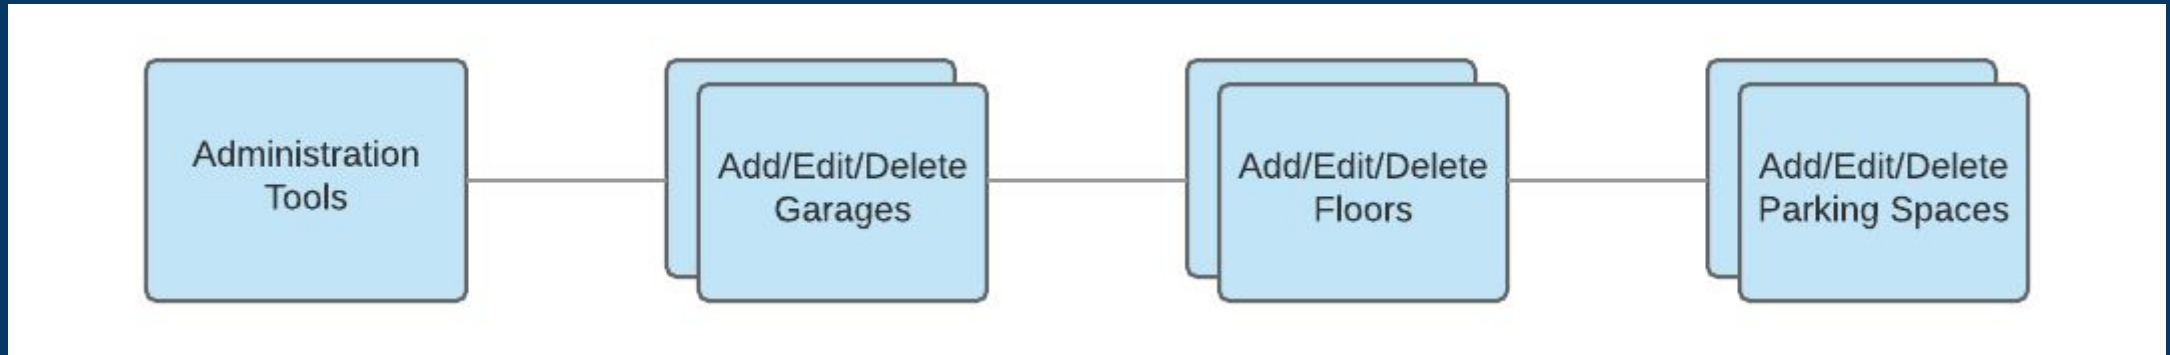 Administration
Tools
Add/Edit/Delete
Garages
Add/Edit/Delete
Floors
Add/Edit/Delete
Parking Spaces